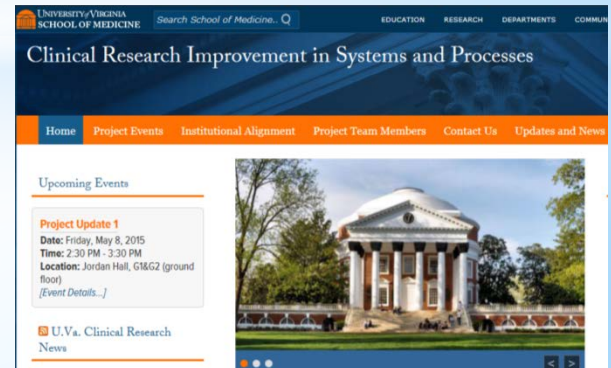 UNIVERSITY of VIRGINIA
SCHOOL OF MEDICINE
Search School of Medicine..
EDUCATION RESEARCH DEPARTMENTS COMMUN
Clinical Research Improvement in Systems and Processes
Home Project Events Institutional Alignment Project Team Members Contact Us Updates and News
Upcoming Events
Project Update 1
Date: Friday, May 8, 2015
Time: 2:30 PM - 3:30 PM
Location: Jordan Hall, G1&G2 (ground
floor)
[Event Details...]
U.Va. Clinical Research
News
< >